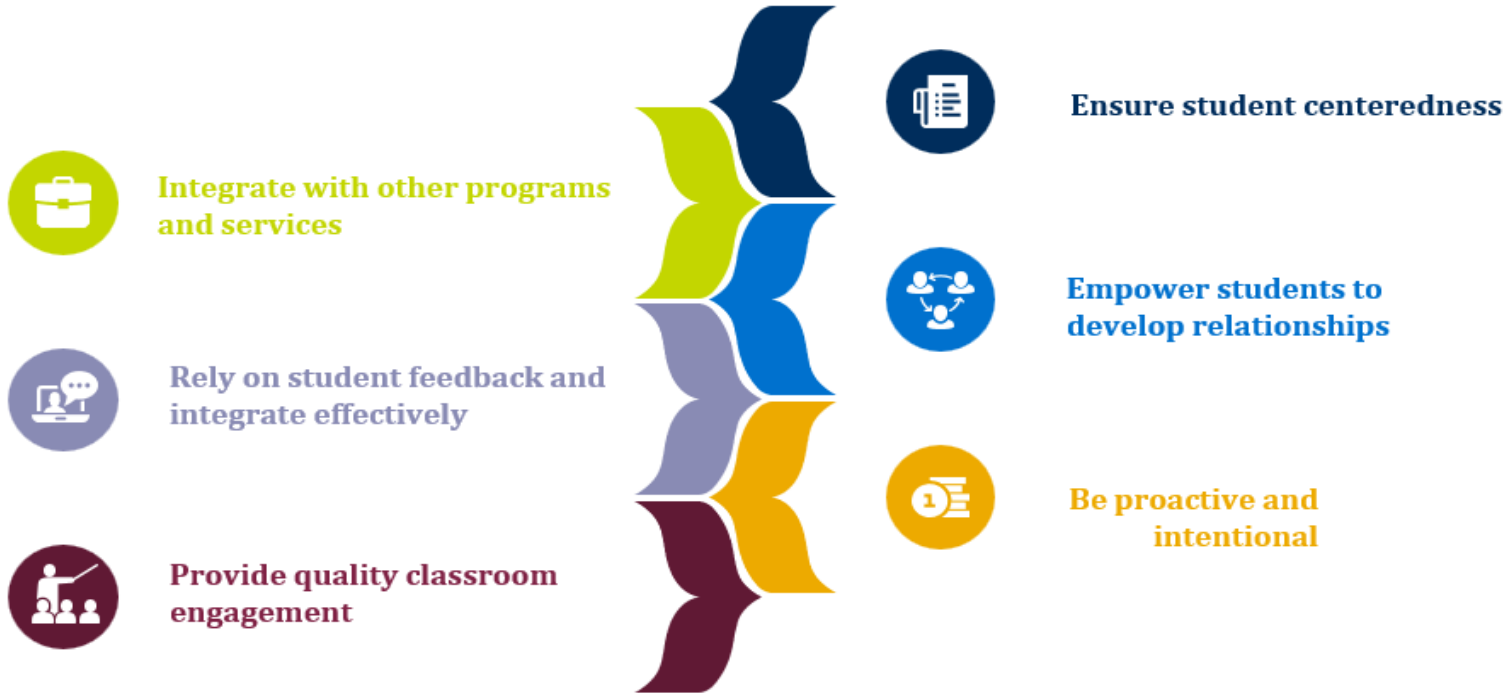 Ensure student centeredness
Integrate with other programs
and services
Empower students to
develop relationships
Rely on student feedback and
integrate effectively
1
Be proactive and
intentional
Provide quality classroom
engagement